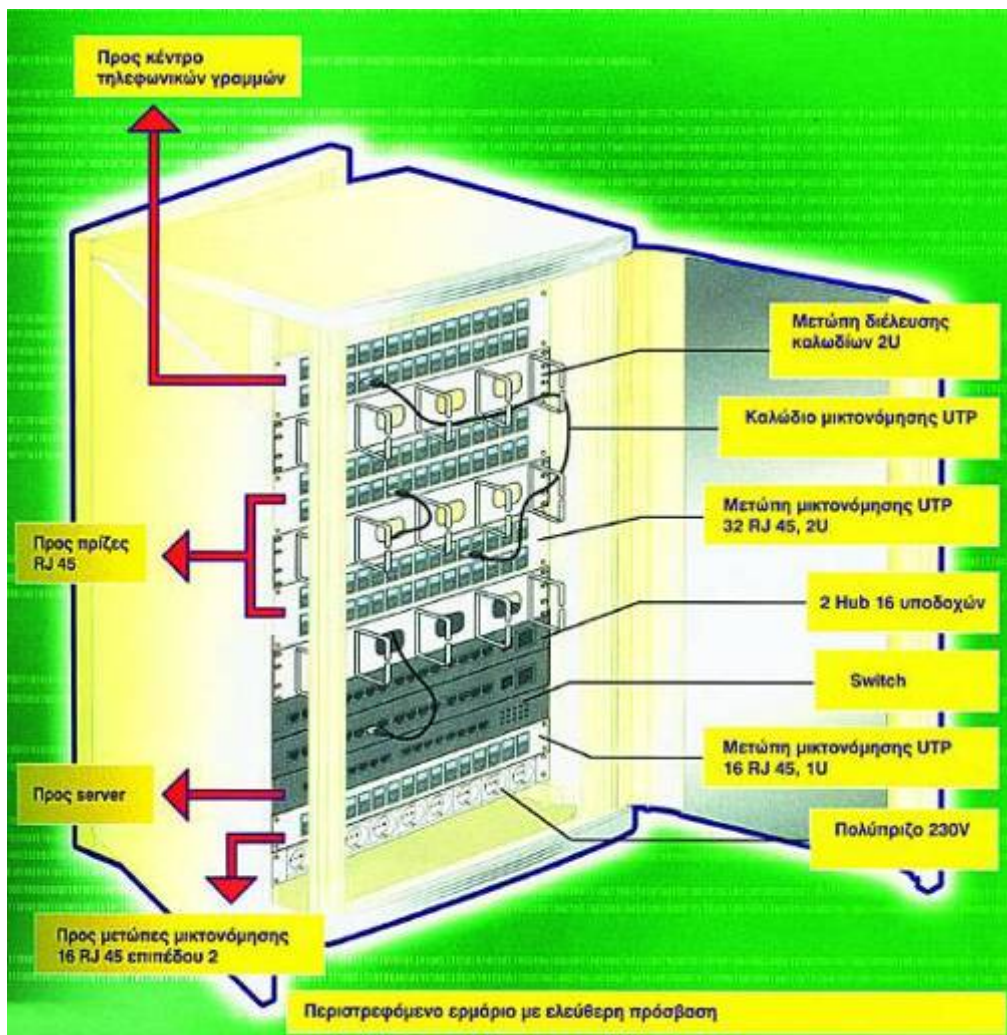 Προς κέντρο
τηλεφωνικών γραμμών
Μετώπη διέλευσης
καλωδίων 2U
Καλώδιο μικτονόμησης UTP
Μετώπη μικτονόμησης UTP
32 RJ 45, 2U
Προς πρίζες
RJ 45
2 Hub 16 υποδοχών
Switch
Μετώπη μικτονόμησης UTP
16 RJ 45, 1U
Προς server
Πολύπριζο 230V
Προς μετώπες μικτονόμησης
16 RJ 45 επιπέδου 2
Περιστρεφόμενο ερμάριο με ελεύθερη πρόσβαση